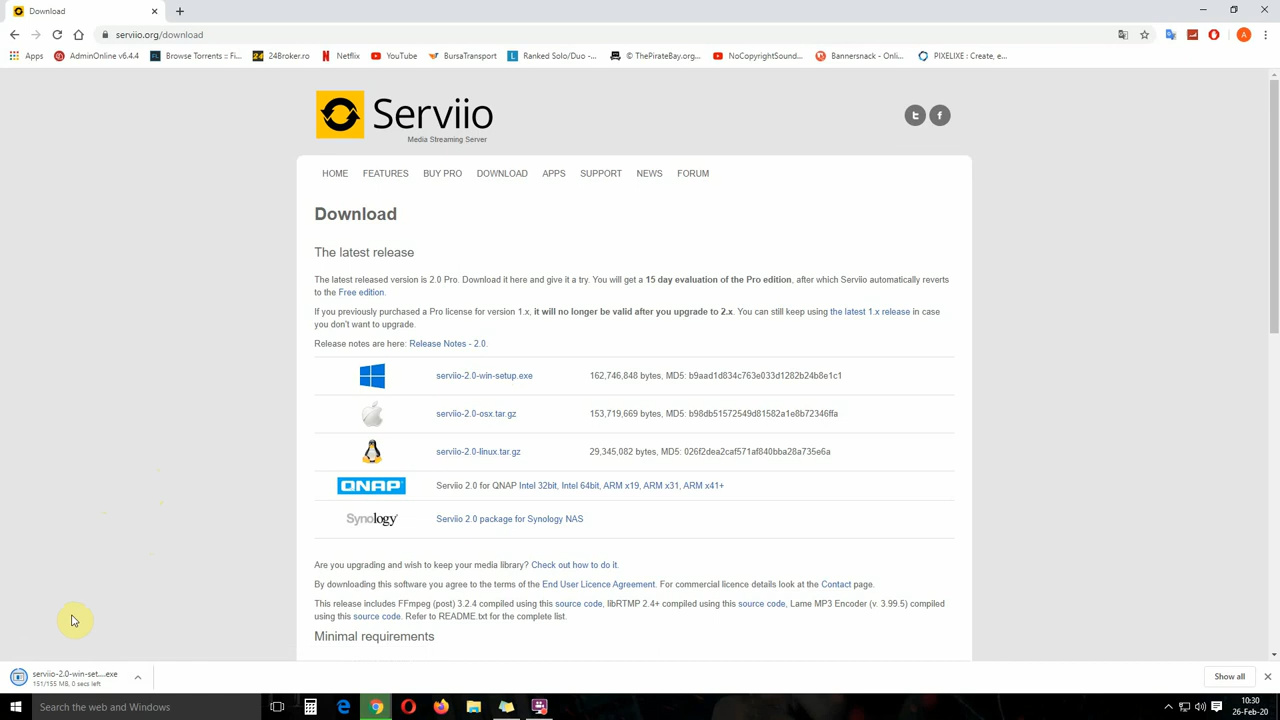 Download
serviio.org/download
Apps
AdminOnline v6.4.4
Browse Torrents :: Fi...
24Broker.ro
Netflix
YouTube
BursaTransport
Ranked Solo/Duo -...
© ThePirateBay.org...
NoCopyrightSound...
Bannersnack - Onli...
PIXELIXE : Create, e...
A
Serviio
Media Streaming Server
HOME FEATURES BUY PRO DOWNLOAD APPS SUPPORT NEWS FORUM
Download
The latest release
The latest released version is 2.0 Pro. Download it here and give it a try. You will get a 15 day evaluation of the Pro edition, after which Serviio automatically reverts
to the Free edition.
If you previously purchased a Pro license for version 1.x, it will no longer be valid after you upgrade to 2.x. You can still keep using the latest 1.x release in case
you don't want to upgrade.
Release notes are here: Release Notes - 2.0.
serviio-2.0-win-setup.exe 162,746,848 bytes, MD5: b9aad1d834c763e033d1282b24b8e1c1
serviio-2.0-osx.tar.gz 153,719,669 bytes, MD5: b98db51572549d81582a1e8b72346ffa
serviio-2.0-linux.tar.gz 29,345,082 bytes, MD5: 026f2dea2caf571af840bba28a735e6a
QNAP Serviio 2.0 for QNAP Intel 32bit, Intel 64bit, ARM x19, ARM x31, ARM x41+
Synology Serviio 2.0 package for Synology NAS
Are you upgrading and wish to keep your media library? Check out how to do it.
By downloading this software you agree to the terms of the End User Licence Agreement. For commercial licence details look at the Contact page.
This release includes FFmpeg (post) 3.2.4 compiled using this source code, libRTMP 2.4+ compiled using this source code, Lame MP3 Encoder (v. 3.99.5) compiled
using this source code. Refer to README.txt for the complete list.
Minimal requirements
serviio-2.0-win-set....exe
151/155 MB, 0 secs left
Show all
Search the web and Windows
10:30
26-Feb-20